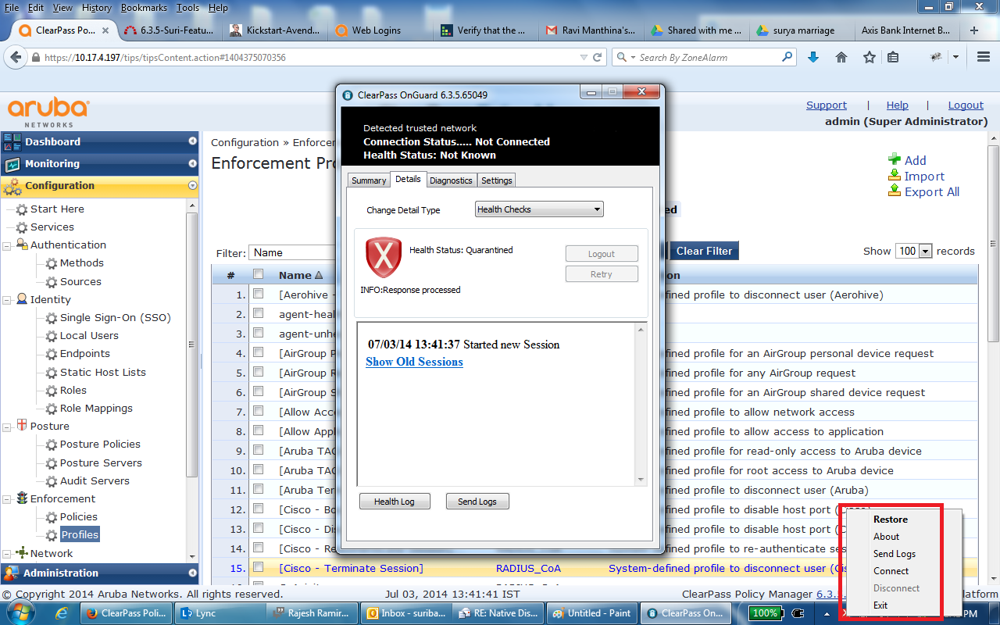 File Edit View History Bookmarks Tools Help
ClearPass Po... 6.3.5-Suri-Featu... Kickstart-Avend... Web Logins Verify that the ... Ravi Manthina's... Shared with me ... surya marriage Axis Bank Internet B...
https://10.17.4.197/tips/tipsContent.action#1404375070356 Search By ZoneAlarm
aruba
NETWORKS
Support | Help | Logout
admin (Super Administrator)
Dashboard
Monitoring
Configuration
Start Here
Services
Authentication
Methods
Sources
Identity
Single Sign-On (SSO)
Local Users
Endpoints
Static Host Lists
Roles
Role Mappings
Posture
Posture Policies
Posture Servers
Audit Servers
Enforcement
Policies
Profiles
Network
Administration
Configuration » Enforcer
Enforcement Pro
Add
Import
Export All
ed
Filter: Name Clear Filter Show 100 records
# Name on
1. [Aerohive - fined profile to disconnect user (Aerohive)
2. agent-heal
3. agent-unhe
4. [AirGroup P fined profile for an AirGroup personal device request
5. [AirGroup R fined profile for any AirGroup request
6. [AirGroup S fined profile for an AirGroup shared device request
7. [Allow Acce fined profile to allow network access
8. [Allow Appl fined profile to allow access to application
9. [Aruba TAC fined profile for read-only access to Aruba device
10. [Aruba TAC fined profile for root access to Aruba device
11. [Aruba Ter fined profile to disconnect user (Aruba)
12. [Cisco - Bo fined profile to disable host port
13. [Cisco - Dis fined profile to disable host port
14. fined profile to re-authenticate
15. [Cisco - Terminate Session] RADIUS_CoA System-defined profile to disconnect user
ClearPass OnGuard 6.3.5.65049
Detected trusted network
Connection Status..... Not Connected
Health Status: Not Known
Summary Details Diagnostics Settings
Change Detail Type Health Checks
Health Status: Quarantined
Logout
Retry
INFO:Response processed
07/03/14 13:41:37 Started new Session
Show Old Sessions
Health Log Send Logs
Restore
About
Send Logs
Connect
Disconnect
Exit
© Copyright 2014 Aruba Networks. All rights reserved. Jul 03, 2014 13:41:41 IST ClearPass Policy Manager 6.3.5. latform
ClearPass Poli... Lync Rajesh Ramir... Inbox - suriba... RE: Native Dis... Untitled - Paint ClearPass On... 100% PM